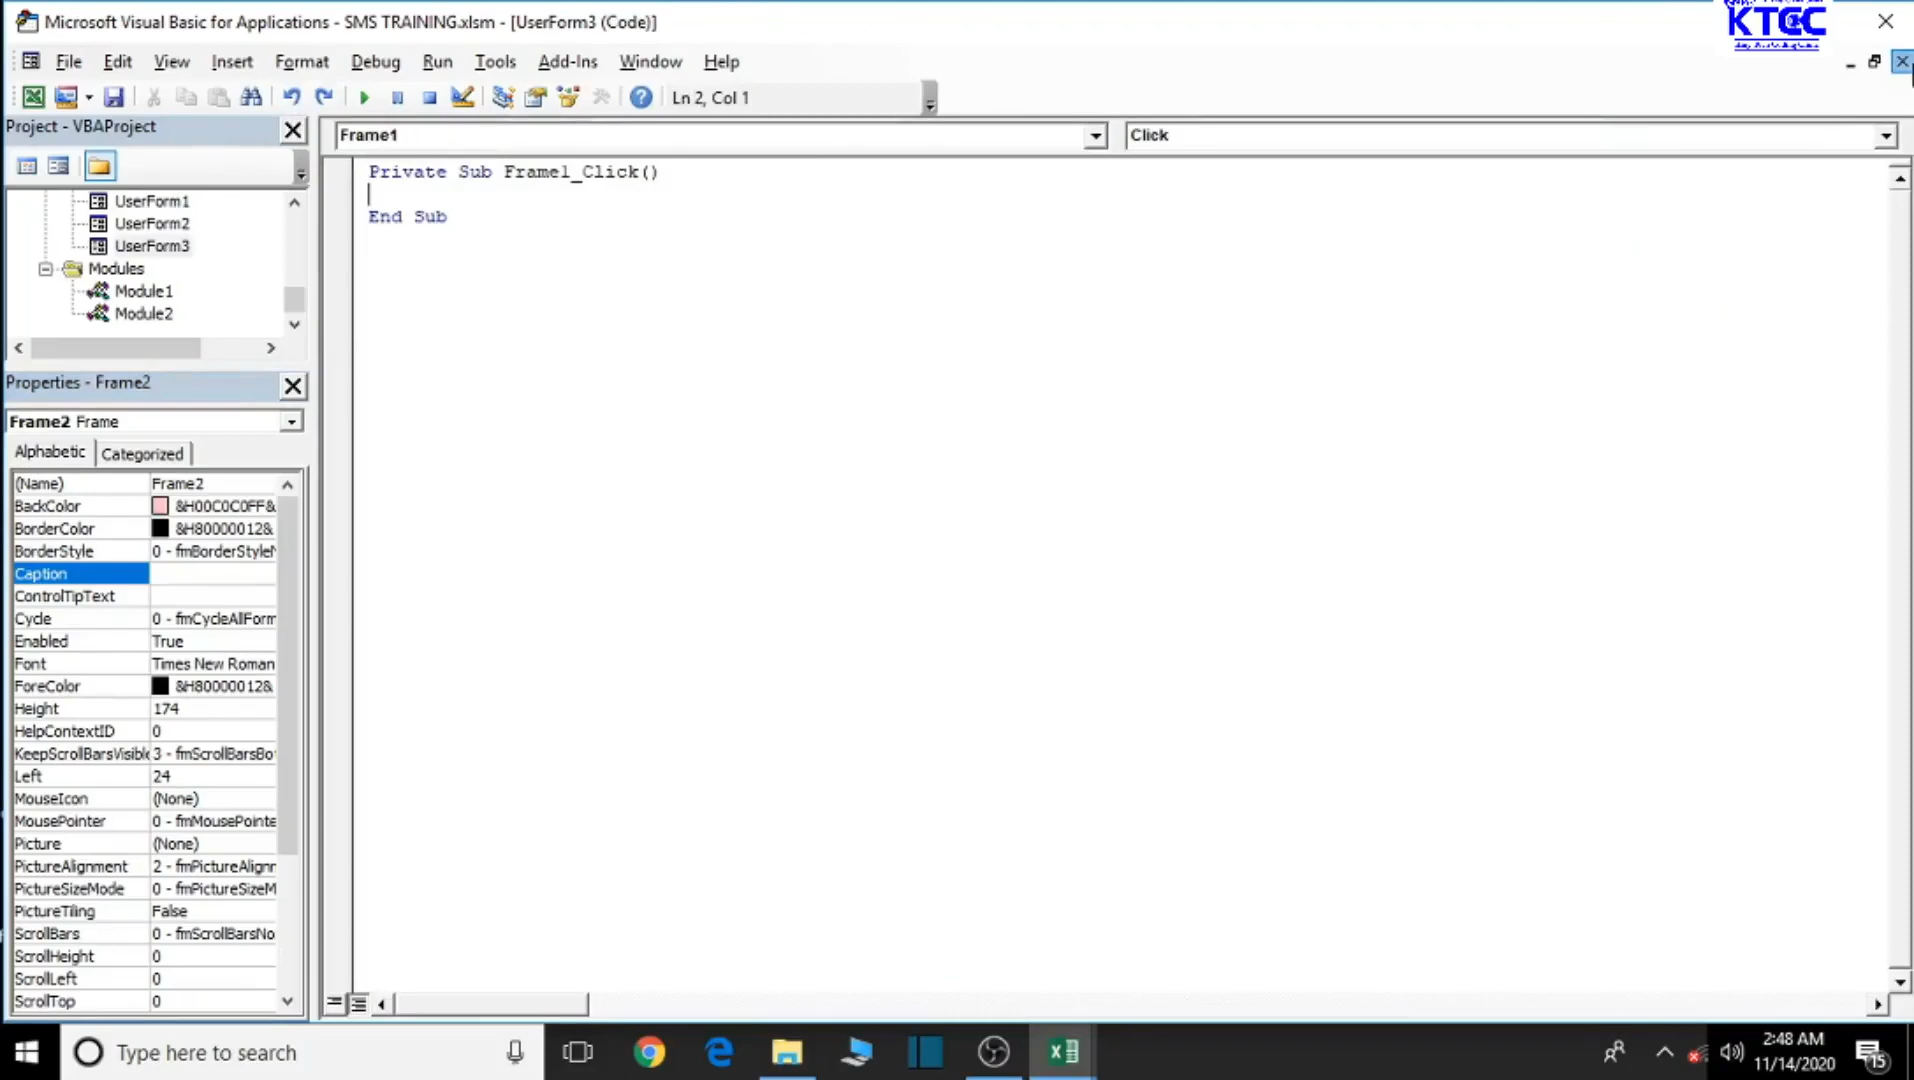 Microsoft Visual Basic for Applications - SMS TRAINING.xlsm - [UserForm3 (Code)]
KTCC
File Edit View Insert Format Debug Run Tools Add-Ins Window Help
Ln 2, Col 1
Project - VBAProject
Frame1
Click
UserForm1
UserForm2
UserForm3
Modules
Module1
Module2
Private Sub Frame1_Click()
End Sub
Properties - Frame2
Frame2 Frame
Alphabetic Categorized
(Name) Frame2
BackColor &H00C0C0FF&
BorderColor &H80000012&
BorderStyle 0 - fmBorderStyleN
Caption
ControlTipText
Cycle 0 - fmCycleAllForm
Enabled True
Font Times New Roman
ForeColor &H80000012&
Height 174
HelpContextID 0
KeepScrollBarsVisible 3 - fmScrollBarsBo
Left 24
MouseIcon (None)
MousePointer 0 - fmMousePointe
Picture (None)
PictureAlignment 2 - fmPictureAlignm
PictureSizeMode 0 - fmPictureSizeM
PictureTiling False
ScrollBars 0 - fmScrollBarsNo
ScrollHeight 0
ScrollLeft 0
ScrollTop 0
Type here to search
2:48 AM
11/14/2020
15